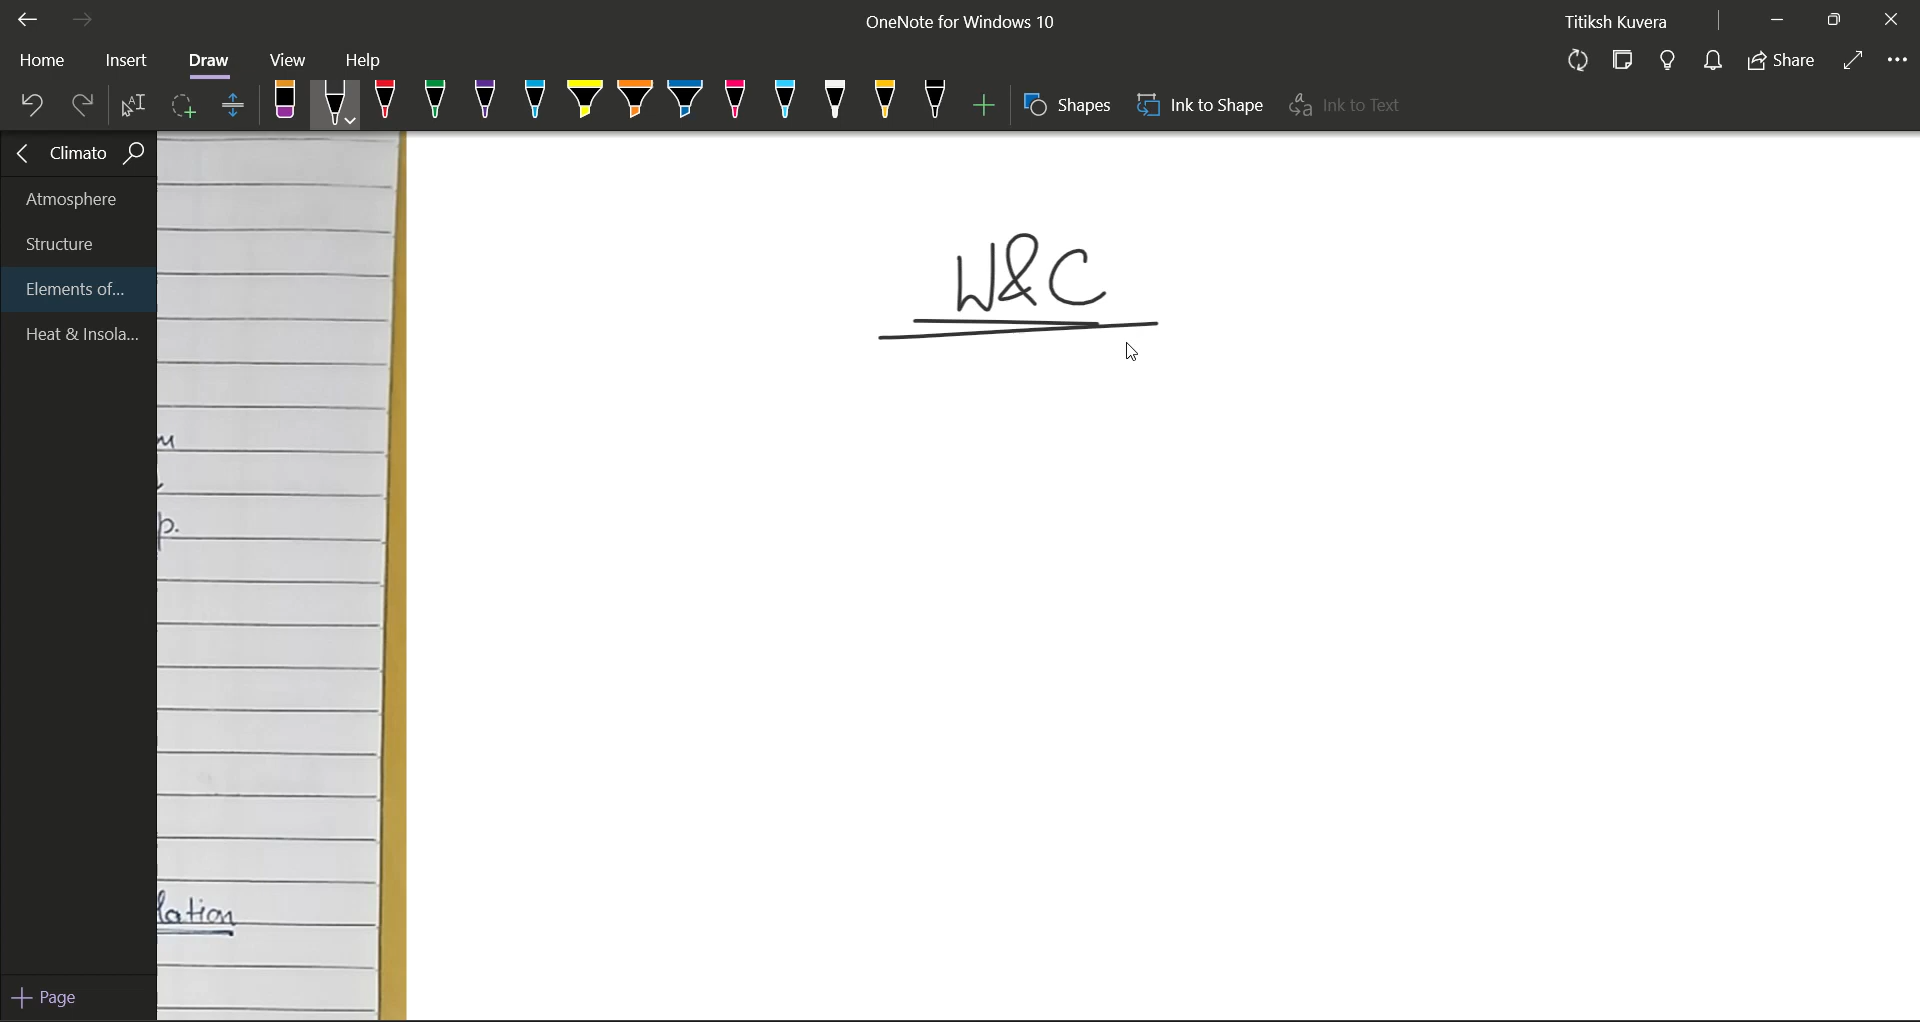 OneNote for Windows 10
Titiksh Kuvera
Home Insert Draw View Help
Share
Shapes Ink to Shape Ink to Text
Climato
Atmosphere
Structure
Elements of...
Heat & Insola...
W&C
p.
lation
+ Page